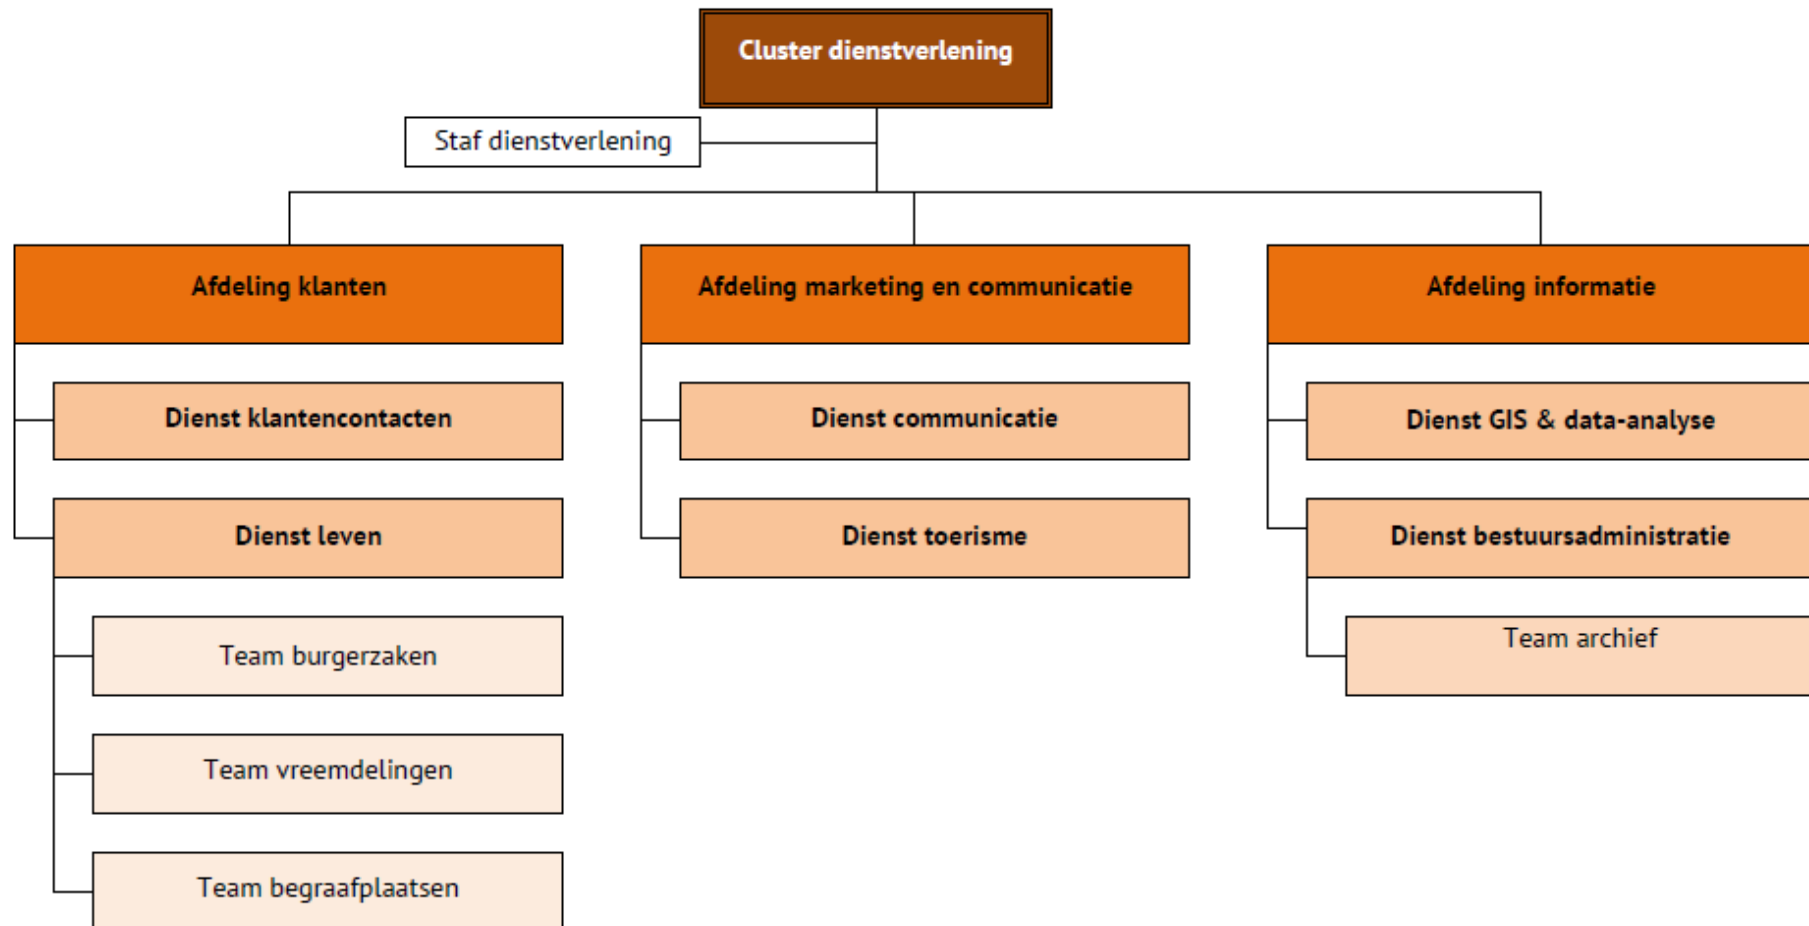 Cluster dienstverlening
Staf dienstverlening
Afdeling klanten
Dienst klantencontacten
Dienst leven
Team burgerzaken
Team vreemdelingen
Team begraafplaatsen
Afdeling marketing en communicatie
Dienst communicatie
Dienst toerisme
Afdeling informatie
Dienst GIS & data-analyse
Dienst bestuursadministratie
Team archief